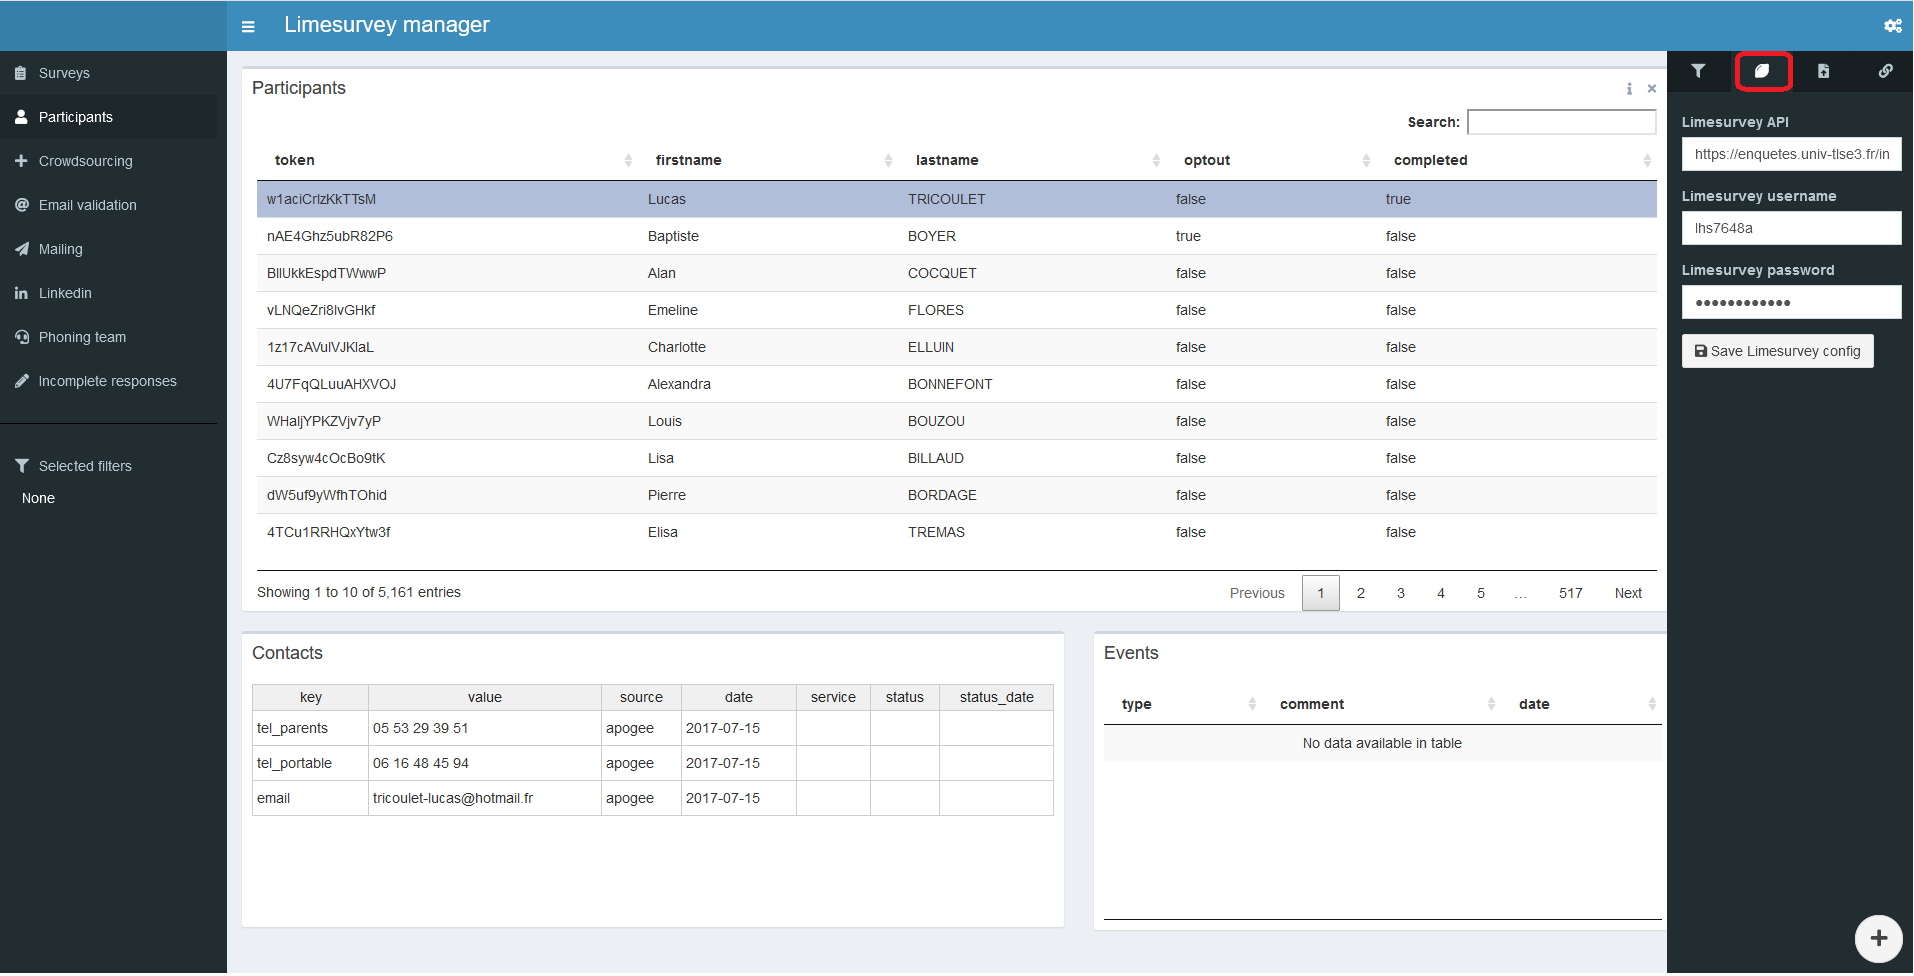 Limesurvey manager
Surveys
Participants
Crowdsourcing
Email validation
Mailing
Linkedin
Phoning team
Incomplete responses
Selected filters
None
Participants
Search:
token firstname lastname optout completed
w1aciCrIzKkTTsM Lucas TRICOULET false true
nAE4Ghz5ubR82P6 Baptiste BOYER true false
BIIUkkEspdTWwwP Alan COCQUET false false
vLNQeZri8IvGHkf Emeline FLORES false false
1z17cAVulVJKlaL Charlotte ELLUIN false false
4U7FqQLuuAHXVOJ Alexandra BONNEFONT false false
WHaljYPKZVjv7yP Louis BOUZOU false false
Cz8syw4cOcBo9tK Lisa BILLAUD false false
dW5uf9yWfhTOhid Pierre BORDAGE false false
4TCu1RRHQxYtw3f Elisa TREMAS false false
Showing 1 to 10 of 5,161 entries
Previous 1 2 3 4 5 … 517 Next
Contacts
key value source date service status status_date
tel_parents 05 53 29 39 51 apogee 2017-07-15
tel_portable 06 16 48 45 94 apogee 2017-07-15
email tricoulet-lucas@hotmail.fr apogee 2017-07-15
Events
type comment date
No data available in table
Limesurvey API
https://enquetes.univ-tlse3.fr/in
Limesurvey username
lhs7648a
Limesurvey password
••••••••••••
Save Limesurvey config